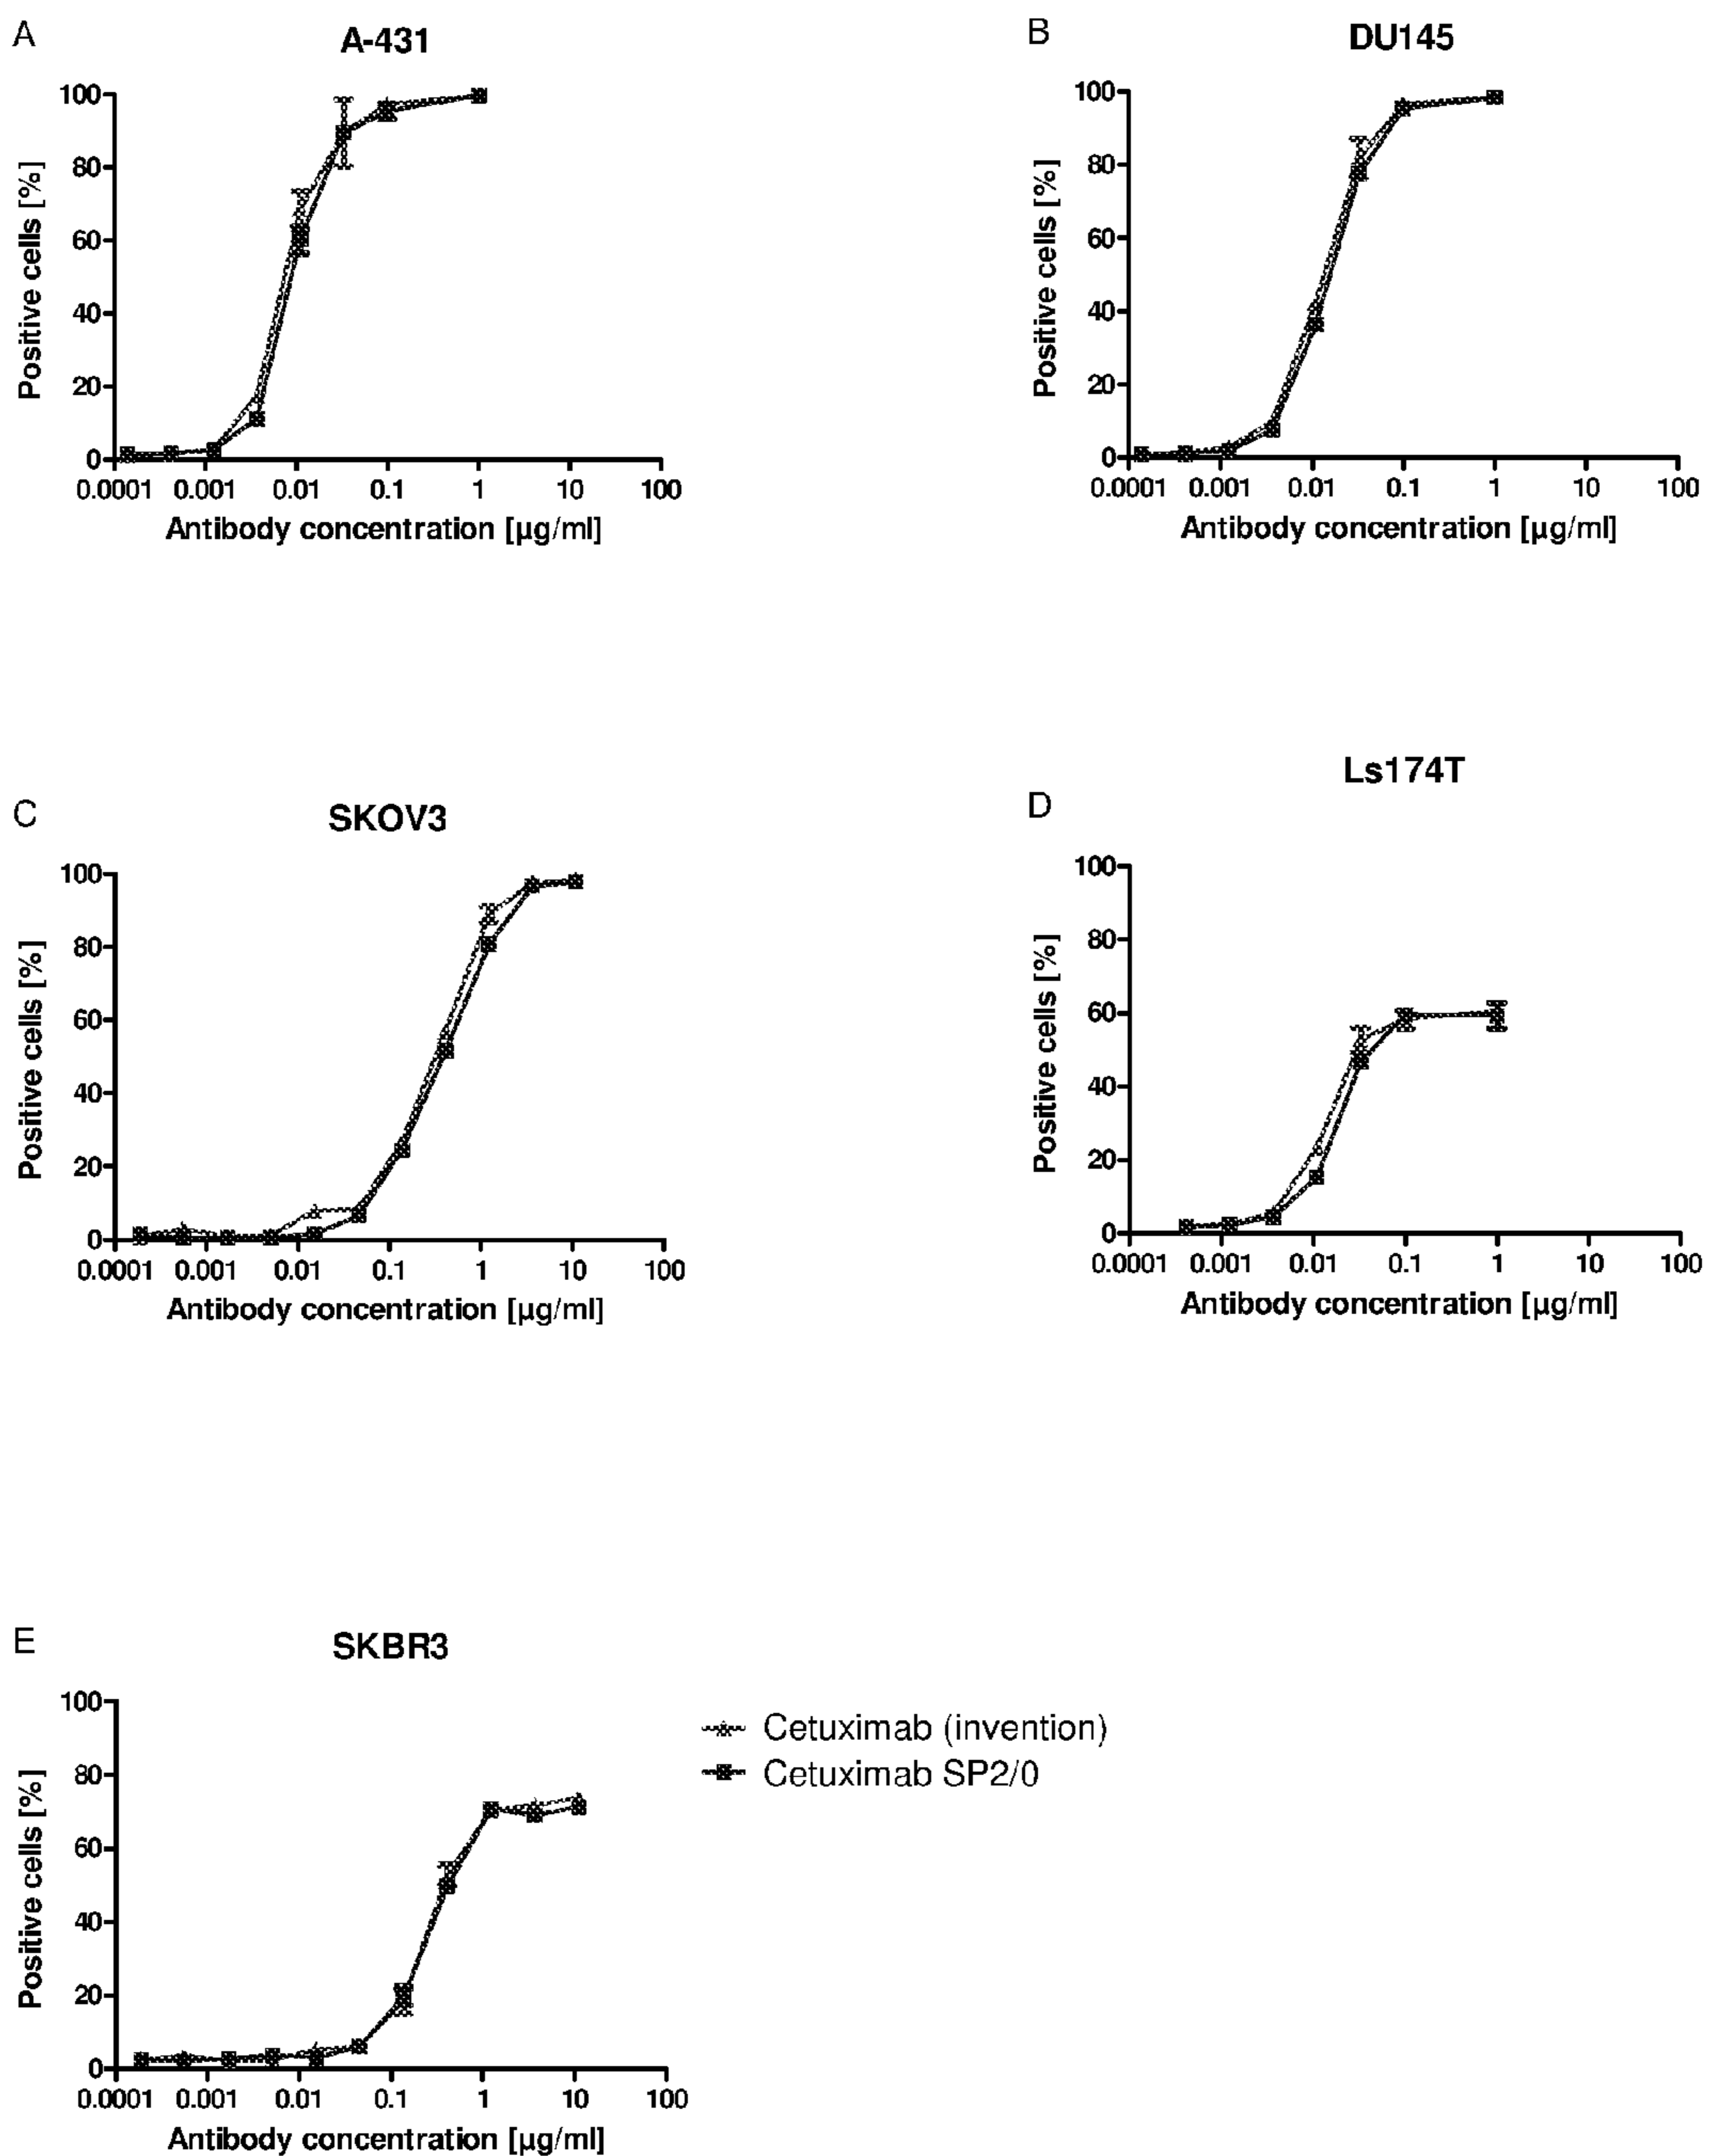 A
A-431
Positive cells [%]
100
80
60
40
20
0
0.0001 0.001 0.01 0.1 1 10 100
Antibody concentration [µg/ml]
B
DU145
Positive cells [%]
100
80
60
40
20
0
0.0001 0.001 0.01 0.1 1 10 100
Antibody concentration [µg/ml]
C
SKOV3
Positive cells [%]
100
80
60
40
20
0
0.0001 0.001 0.01 0.1 1 10 100
Antibody concentration [µg/ml]
D
Ls174T
Positive cells [%]
100
80
60
40
20
0
0.0001 0.001 0.01 0.1 1 10 100
Antibody concentration [µg/ml]
E
SKBR3
Positive cells [%]
100
80
60
40
20
0
0.0001 0.001 0.01 0.1 1 10 100
Antibody concentration [µg/ml]
Cetuximab (invention)
Cetuximab SP2/0